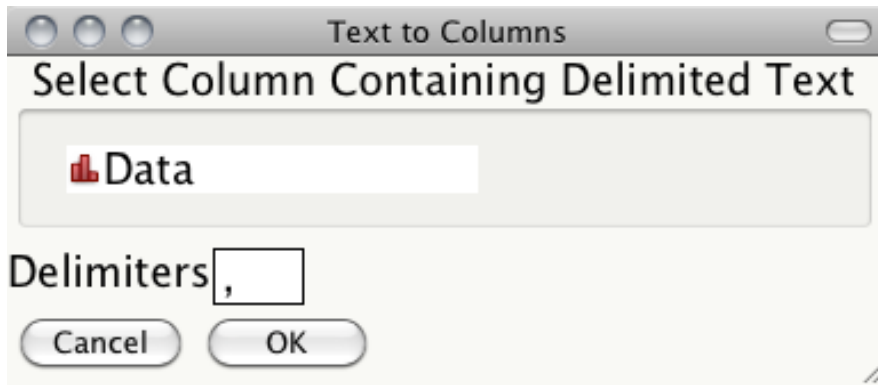 Text to Columns
Select Column Containing Delimited Text
Data
Delimiters ,
Cancel OK